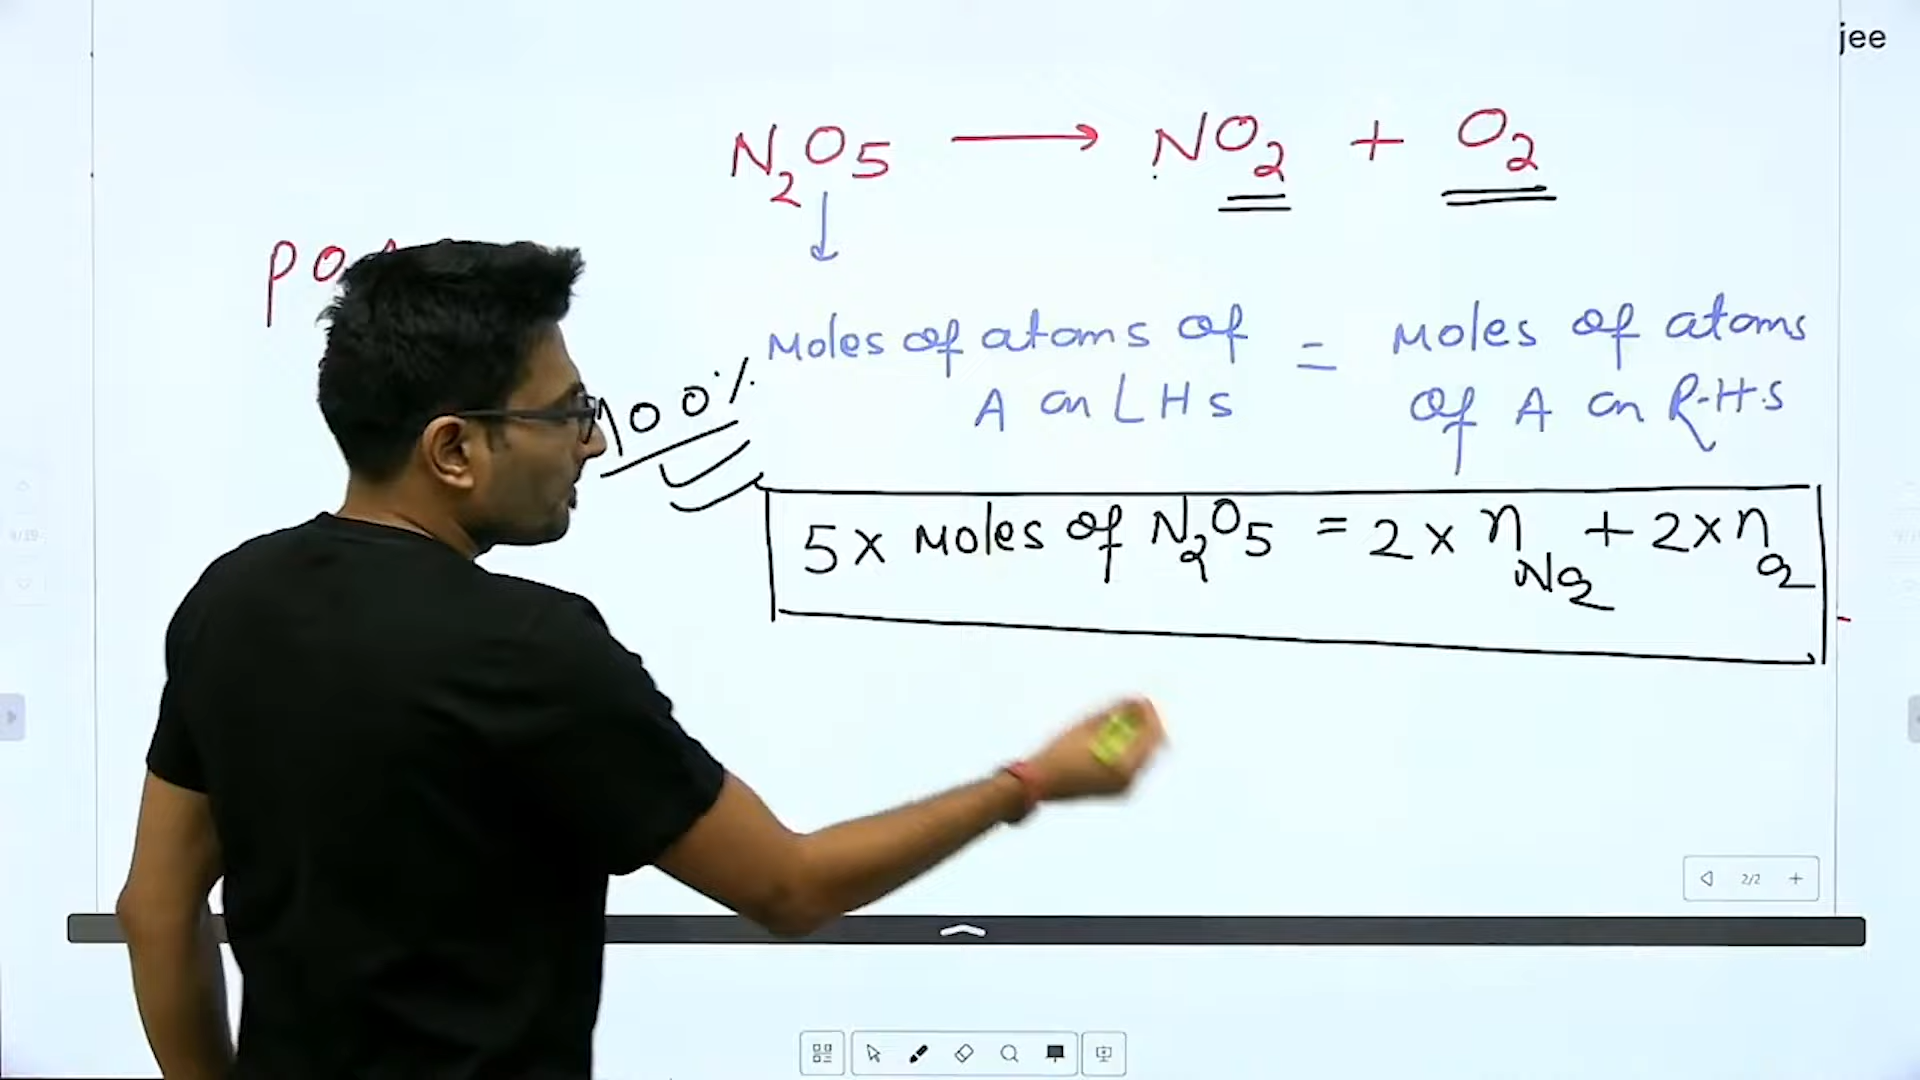 jee
N2O5 → NO2 + O2
Moles of atoms of A on LHS = Moles of atoms of A on R.H.S
100%
5 x Moles of N2O5 = 2 x nNO2 + 2 x nO2
2/2